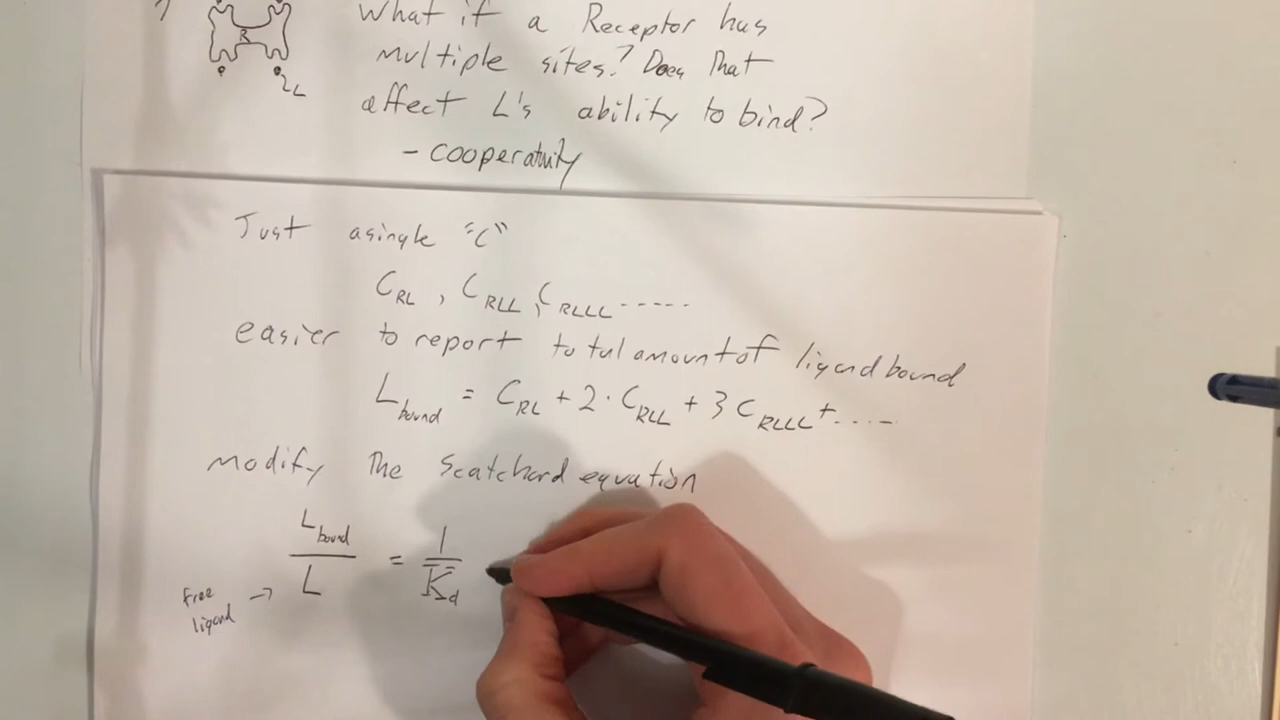 ?
R
L
What if a Receptor has
multiple sites? Does that
affect L's ability to bind?
- cooperativity
Just a single "C"
C_RL, C_RLL, C_RLLL .....
easier to report total amount of ligand bound
L_bound = C_RL + 2 · C_RLL + 3 C_RLLL + ....
modify the Scatchard equation
L_bound / L = 1 / K_d
free
ligand →